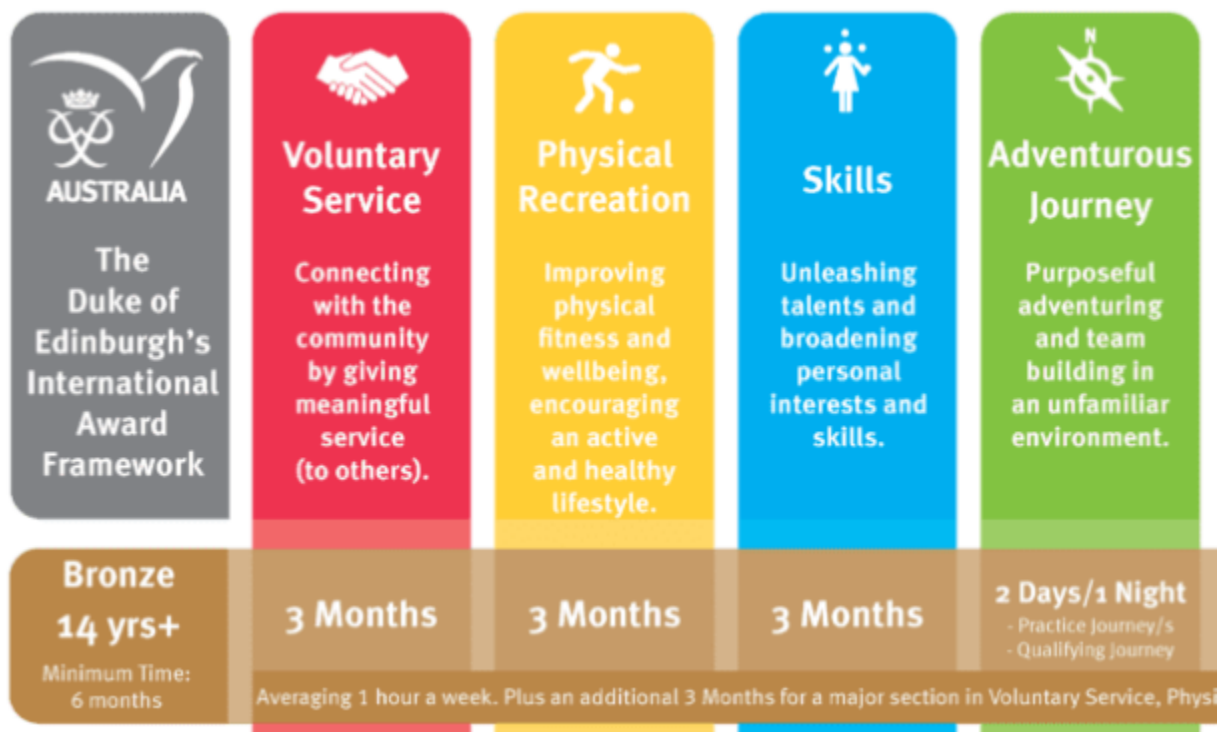 AUSTRALIA
The
Duke of
Edinburgh's
International
Award
Framework
Voluntary
Service
Connecting
with the
community
by giving
meaningful
service
(to others).
Physical
Recreation
Improving
physical
fitness and
wellbeing,
encouraging
an active
and healthy
lifestyle.
Skills
Unleashing
talents and
broadening
personal
interests and
skills.
N
Adventurous
Journey
Purposeful
adventuring
and team
building in
an unfamiliar
environment.
Bronze
14 yrs+
Minimum Time:
6 months
3 Months
3 Months
3 Months
2 Days/1 Night
- Practice Journey/s
- Qualifying Journey
Averaging 1 hour a week. Plus an additional 3 Months for a major section in Voluntary Service, Physi